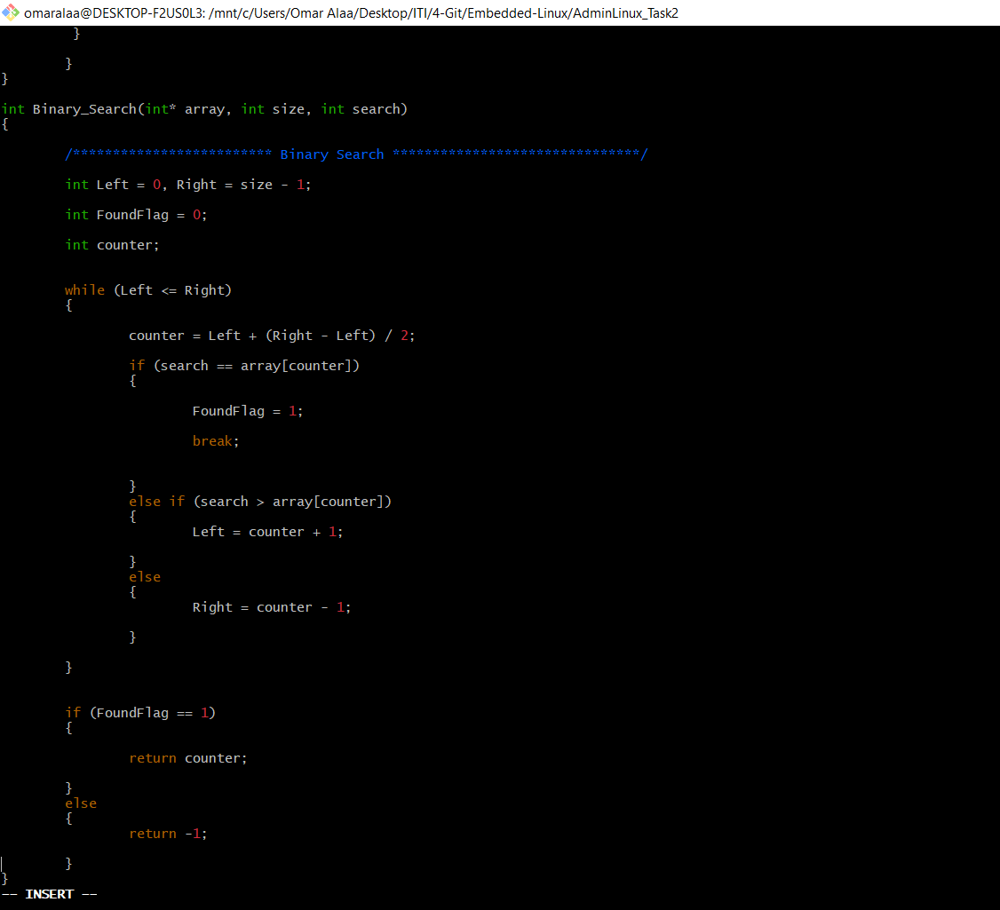 omaralaa@DESKTOP-F2US0L3: /mnt/c/Users/Omar Alaa/Desktop/ITI/4-Git/Embedded-Linux/AdminLinux_Task2
}
}
}
int Binary_Search(int* array, int size, int search)
{
/************************* Binary Search *******************************/
int Left = 0, Right = size - 1;
int FoundFlag = 0;
int counter;
while (Left <= Right)
{
counter = Left + (Right - Left) / 2;
if (search == array[counter])
{
FoundFlag = 1;
break;
}
else if (search > array[counter])
{
Left = counter + 1;
}
else
{
Right = counter - 1;
}
}
if (FoundFlag == 1)
{
return counter;
}
else
{
return -1;
}
}
-- INSERT --